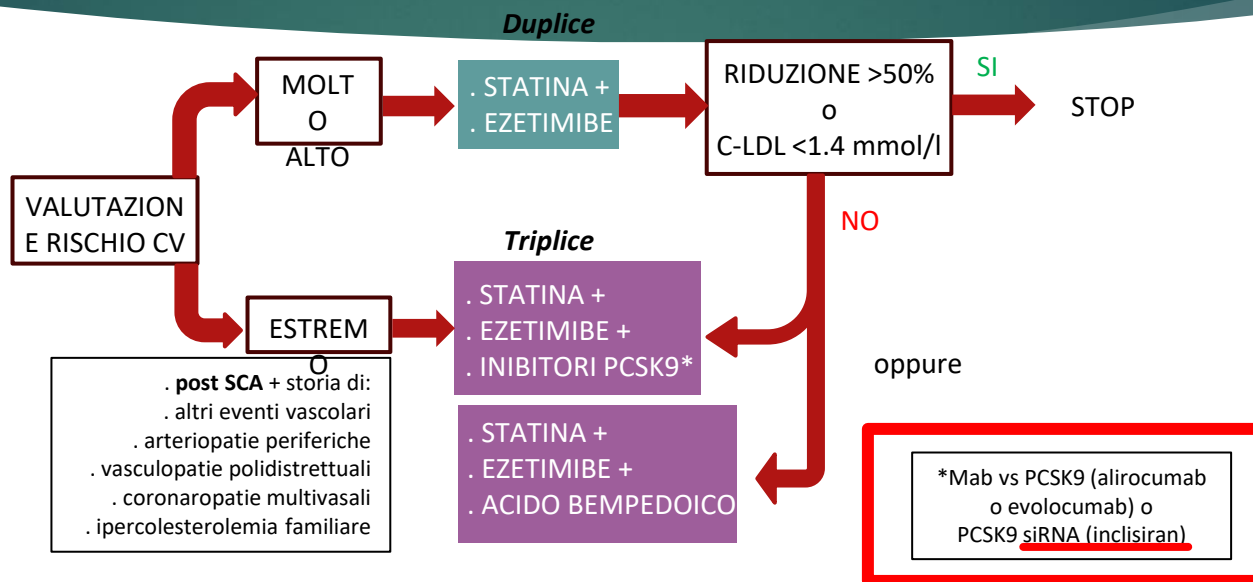 Duplice
MOLT
O
ALTO
. STATINA +
. EZETIMIBE
RIDUZIONE >50%
o
C-LDL <1.4 mmol/l
SI
STOP
VALUTAZION
E RISCHIO CV
NO
Triplice
. STATINA +
. EZETIMIBE +
. INIBITORI PCSK9*
ESTREM
O
oppure
. post SCA + storia di:
. altri eventi vascolari
. arteriopatie periferiche
. vasculopatie polidistrettuali
. coronaropatie multivasali
. ipercolesterolemia familiare
. STATINA +
. EZETIMIBE +
. ACIDO BEMPEDOICO
*Mab vs PCSK9 (alirocumab
o evolocumab) o
PCSK9 siRNA (inclisiran)